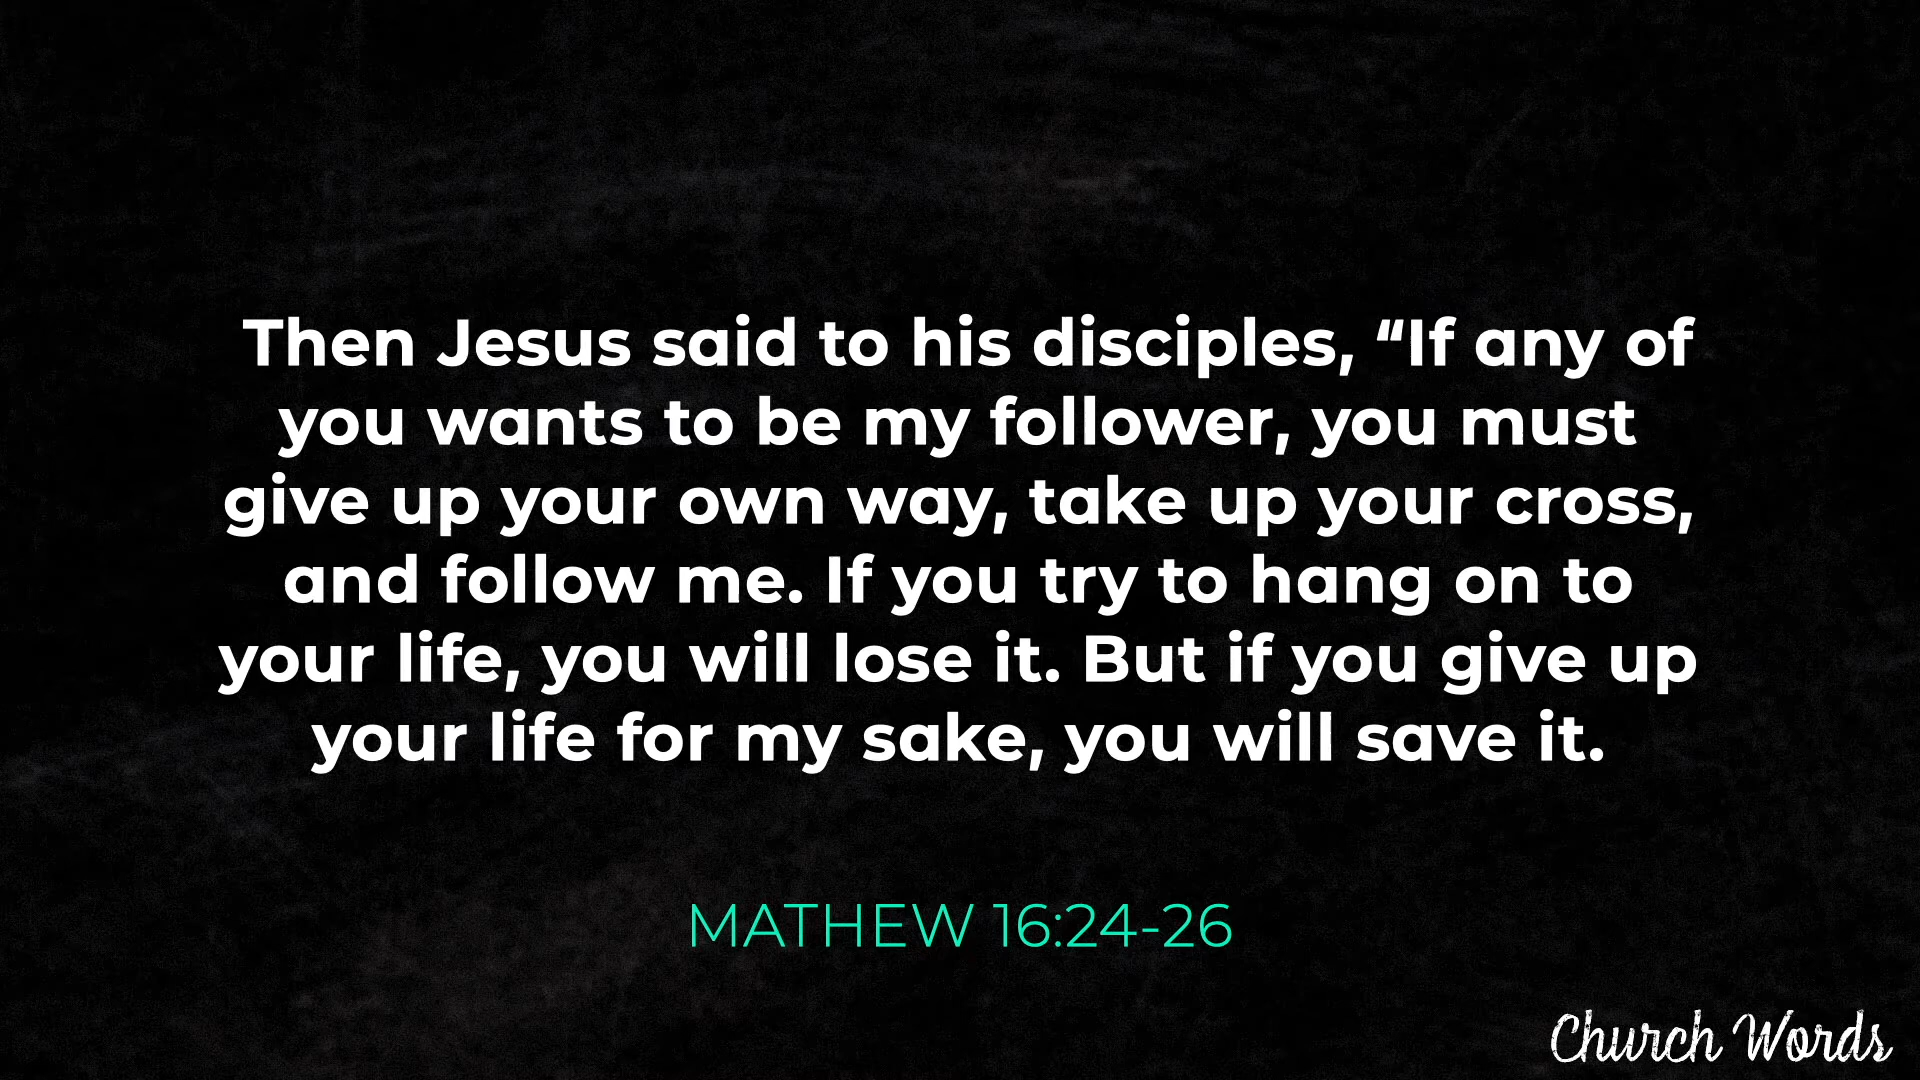 Then Jesus said to his disciples, “If any of
you wants to be my follower, you must
give up your own way, take up your cross,
and follow me. If you try to hang on to
your life, you will lose it. But if you give up
your life for my sake, you will save it.
MATHEW 16:24-26
Church Words